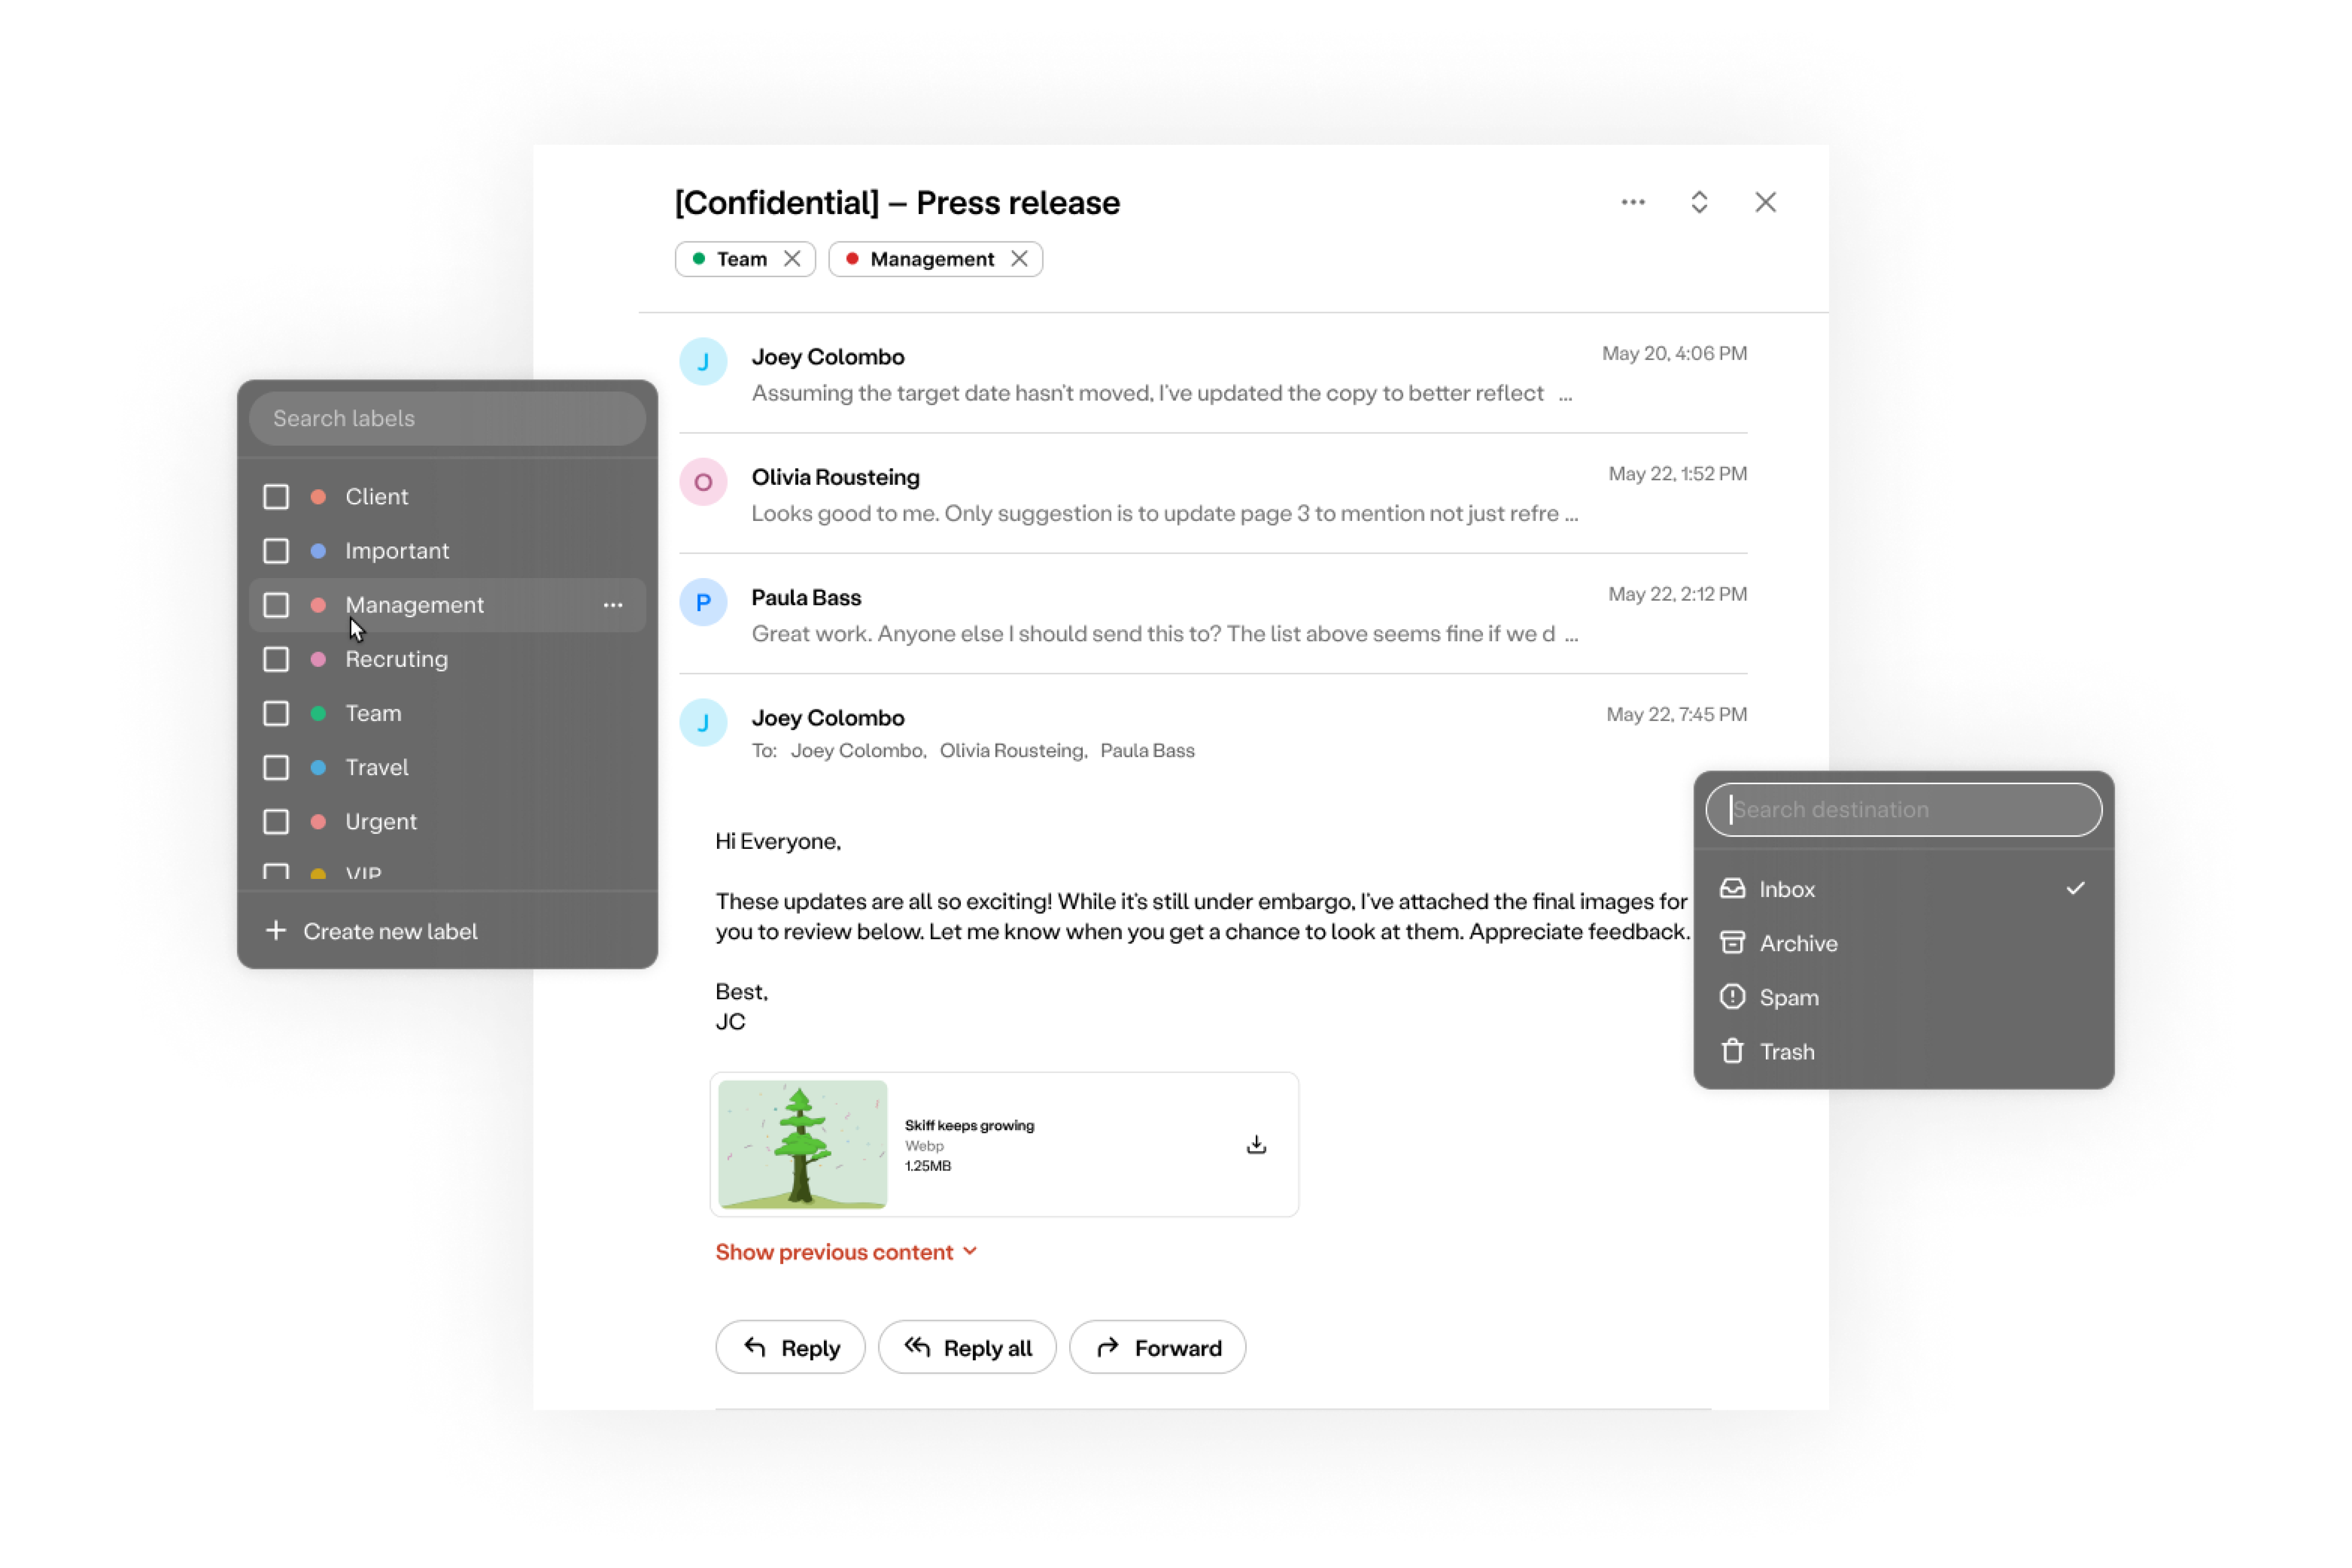 [Confidential] – Press release
Team
Management
J
Joey Colombo
May 20, 4:06 PM
Assuming the target date hasn't moved, I've updated the copy to better reflect ...
O
Olivia Rousteing
May 22, 1:52 PM
Looks good to me. Only suggestion is to update page 3 to mention not just refre ...
P
Paula Bass
May 22, 2:12 PM
Great work. Anyone else I should send this to? The list above seems fine if we d ...
J
Joey Colombo
May 22, 7:45 PM
To: Joey Colombo, Olivia Rousteing, Paula Bass
Hi Everyone,
These updates are all so exciting! While it's still under embargo, I've attached the final images for
you to review below. Let me know when you get a chance to look at them. Appreciate feedback.
Best,
JC
Skiff keeps growing
Webp
1.25MB
Show previous content
Reply
Reply all
Forward
Search labels
Client
Important
Management
Recruting
Team
Travel
Urgent
VIP
Create new label
Search destination
Inbox
Archive
Spam
Trash